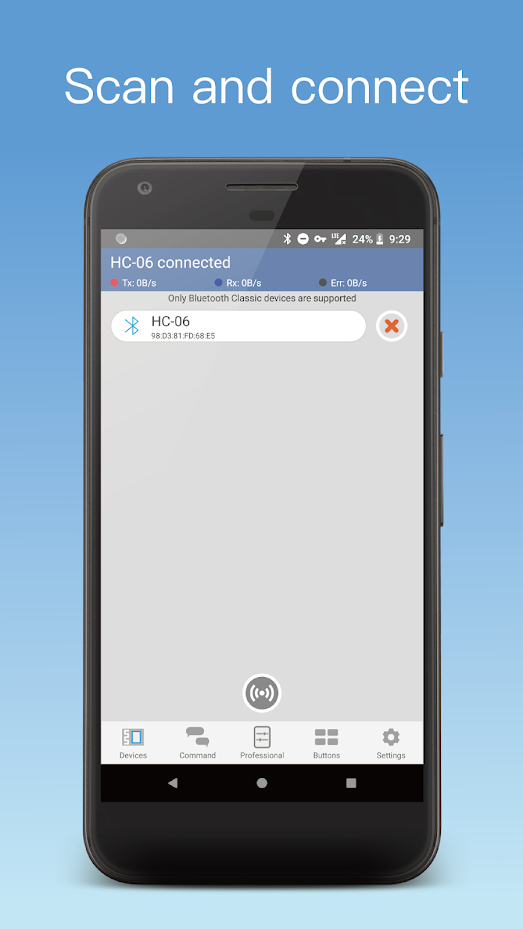 Scan and connect
LTE 24% 9:29
HC-06 connected
Tx: 0B/s Rx: 0B/s Err: 0B/s
Only Bluetooth Classic devices are supported
HC-06
98:D3:81:FD:68:E5
Devices Command Professional Buttons Settings